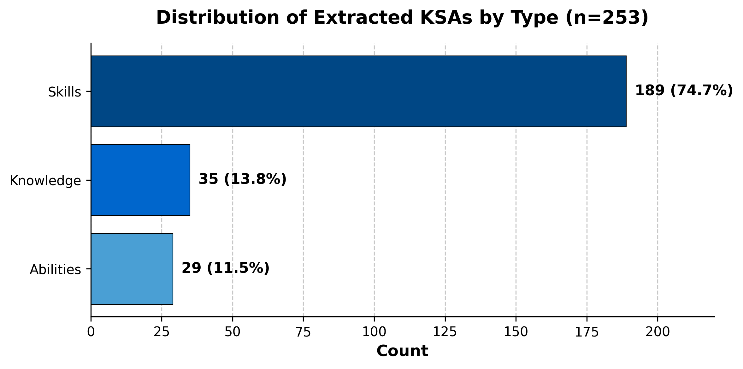 Distribution of Extracted KSAs by Type (n=253)
Skills
189 (74.7%)
Knowledge
35 (13.8%)
Abilities
29 (11.5%)
0 25 50 75 100 125 150 175 200
Count